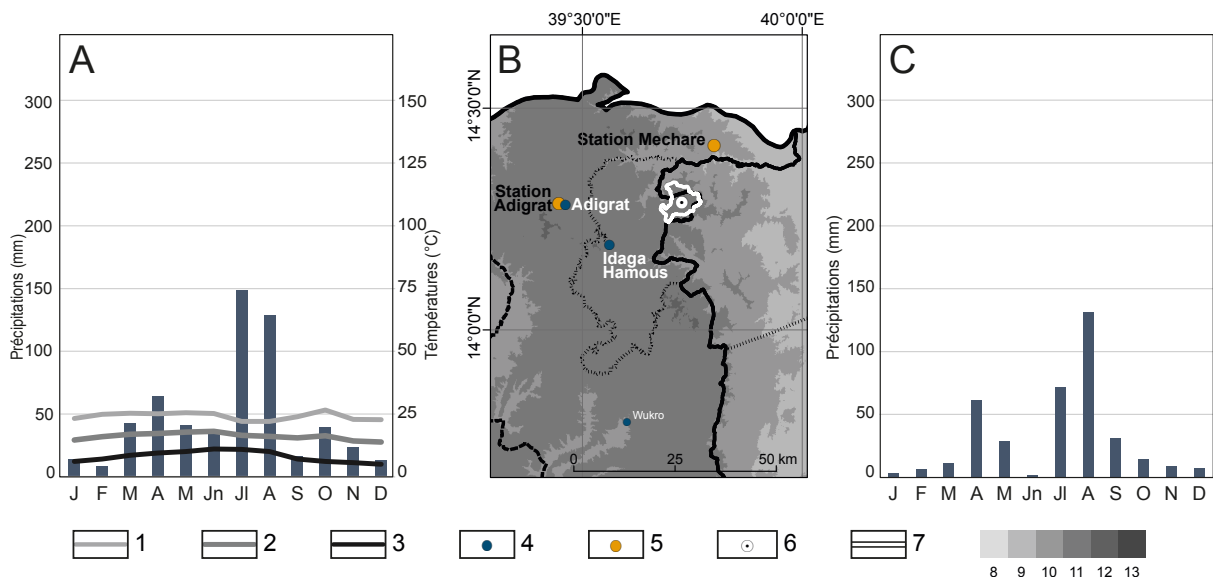 A
Précipitations (mm)
300
250
200
150
100
50
0
150
125
100
75
50
25
0
Témpératures (°C)
J F M A M Jn Jl A S O N D
B
39°30'0"E
40°0'0"E
14°30'0"N
14°0'0"N
Station Mechare
Station
Adigrat
Adigrat
Idaga
Hamous
Wukro
0 25 50 km
C
Précipitations (mm)
300
250
200
150
100
50
0
J F M A M Jn Jl A S O N D
1 2 3 4 5 6 7
8 9 10 11 12 13